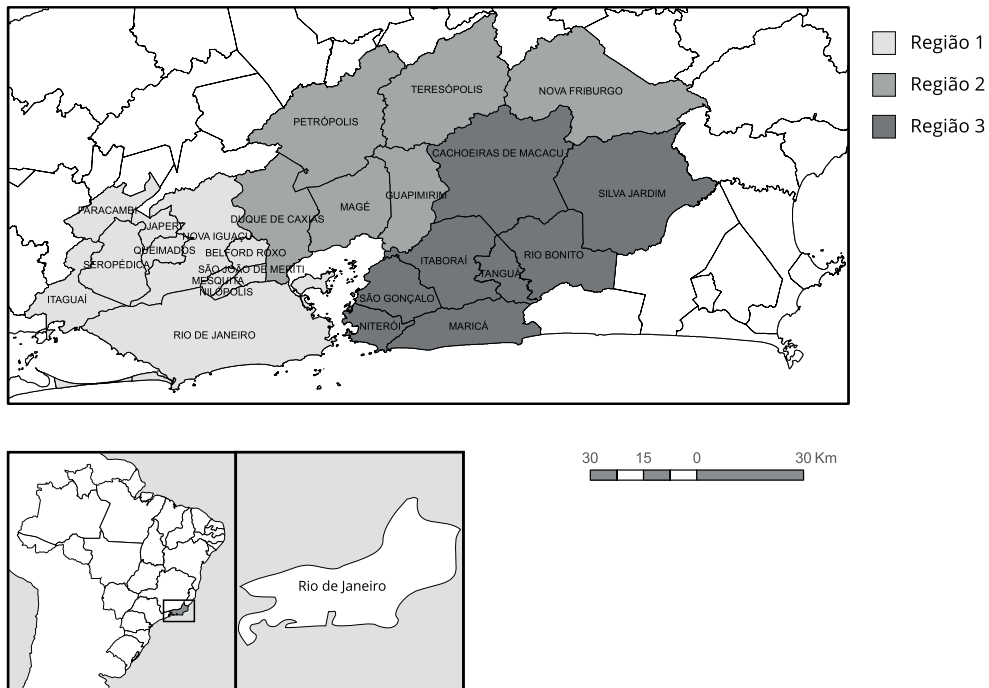 Região 1
Região 2
Região 3
TERESÓPOLIS
NOVA FRIBURGO
PETRÓPOLIS
CACHOEIRAS DE MACACU
SILVA JARDIM
GUAPIMIRIM
MAGÉ
PARACAMBI
DUQUE DE CAXIAS
JAPERI
NOVA IGUAÇU
QUEIMADOS
BELFORD ROXO
RIO BONITO
SEROPÉDICA
ITABORAÍ
SÃO JOÃO DE MERITI
TANGUÁ
MESQUITA
NILÓPOLIS
ITAGUAÍ
SÃO GONÇALO
NITERÓI
MARICÁ
RIO DE JANEIRO
30 15 0 30 Km
Rio de Janeiro